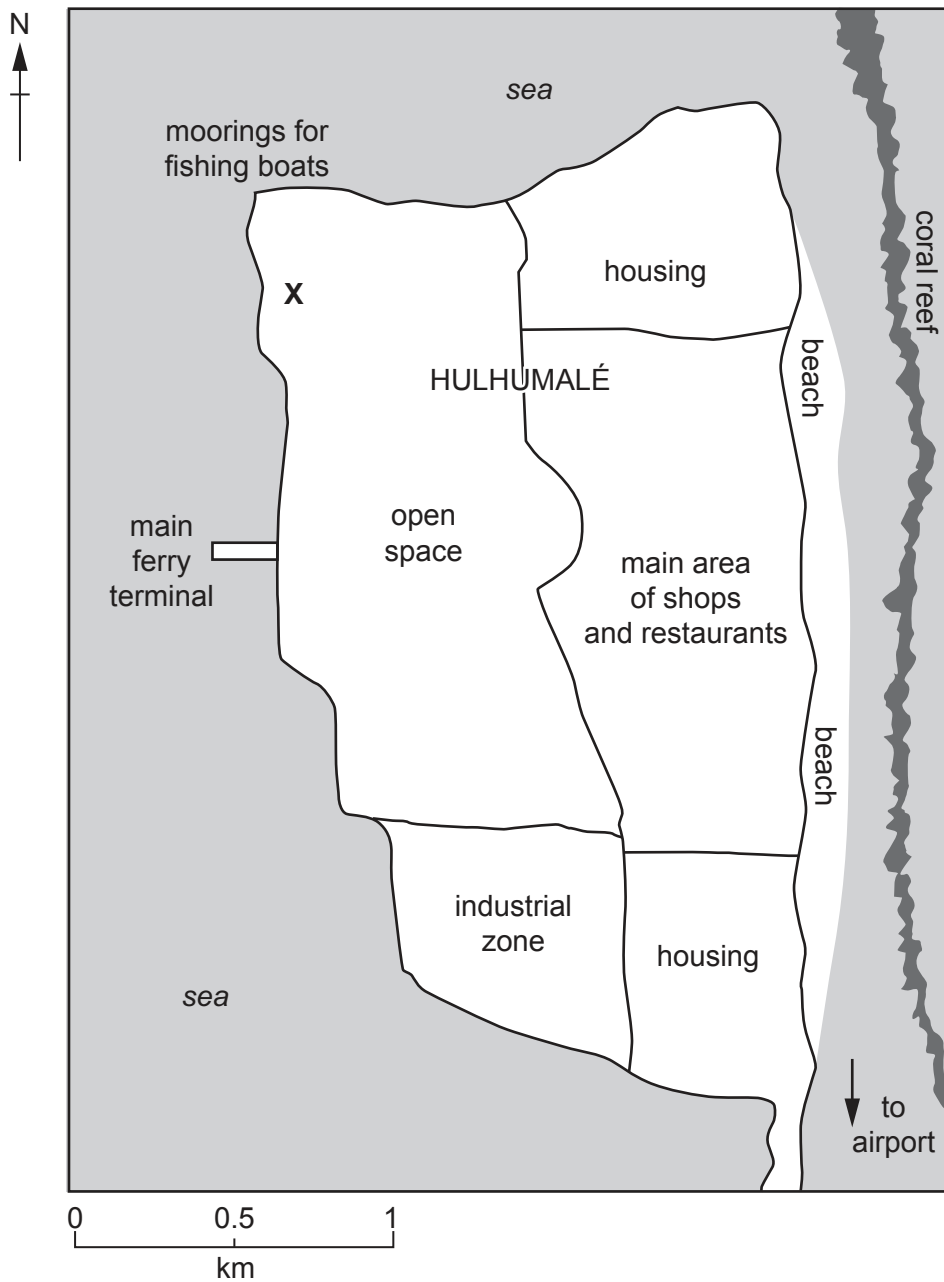 N
sea
moorings for
fishing boats
coral reef
housing
X
beach
HULHUMALÉ
open
space
main
ferry
terminal
main area
of shops
and restaurants
beach
industrial
zone
housing
sea
to
airport
0 0.5 1
km